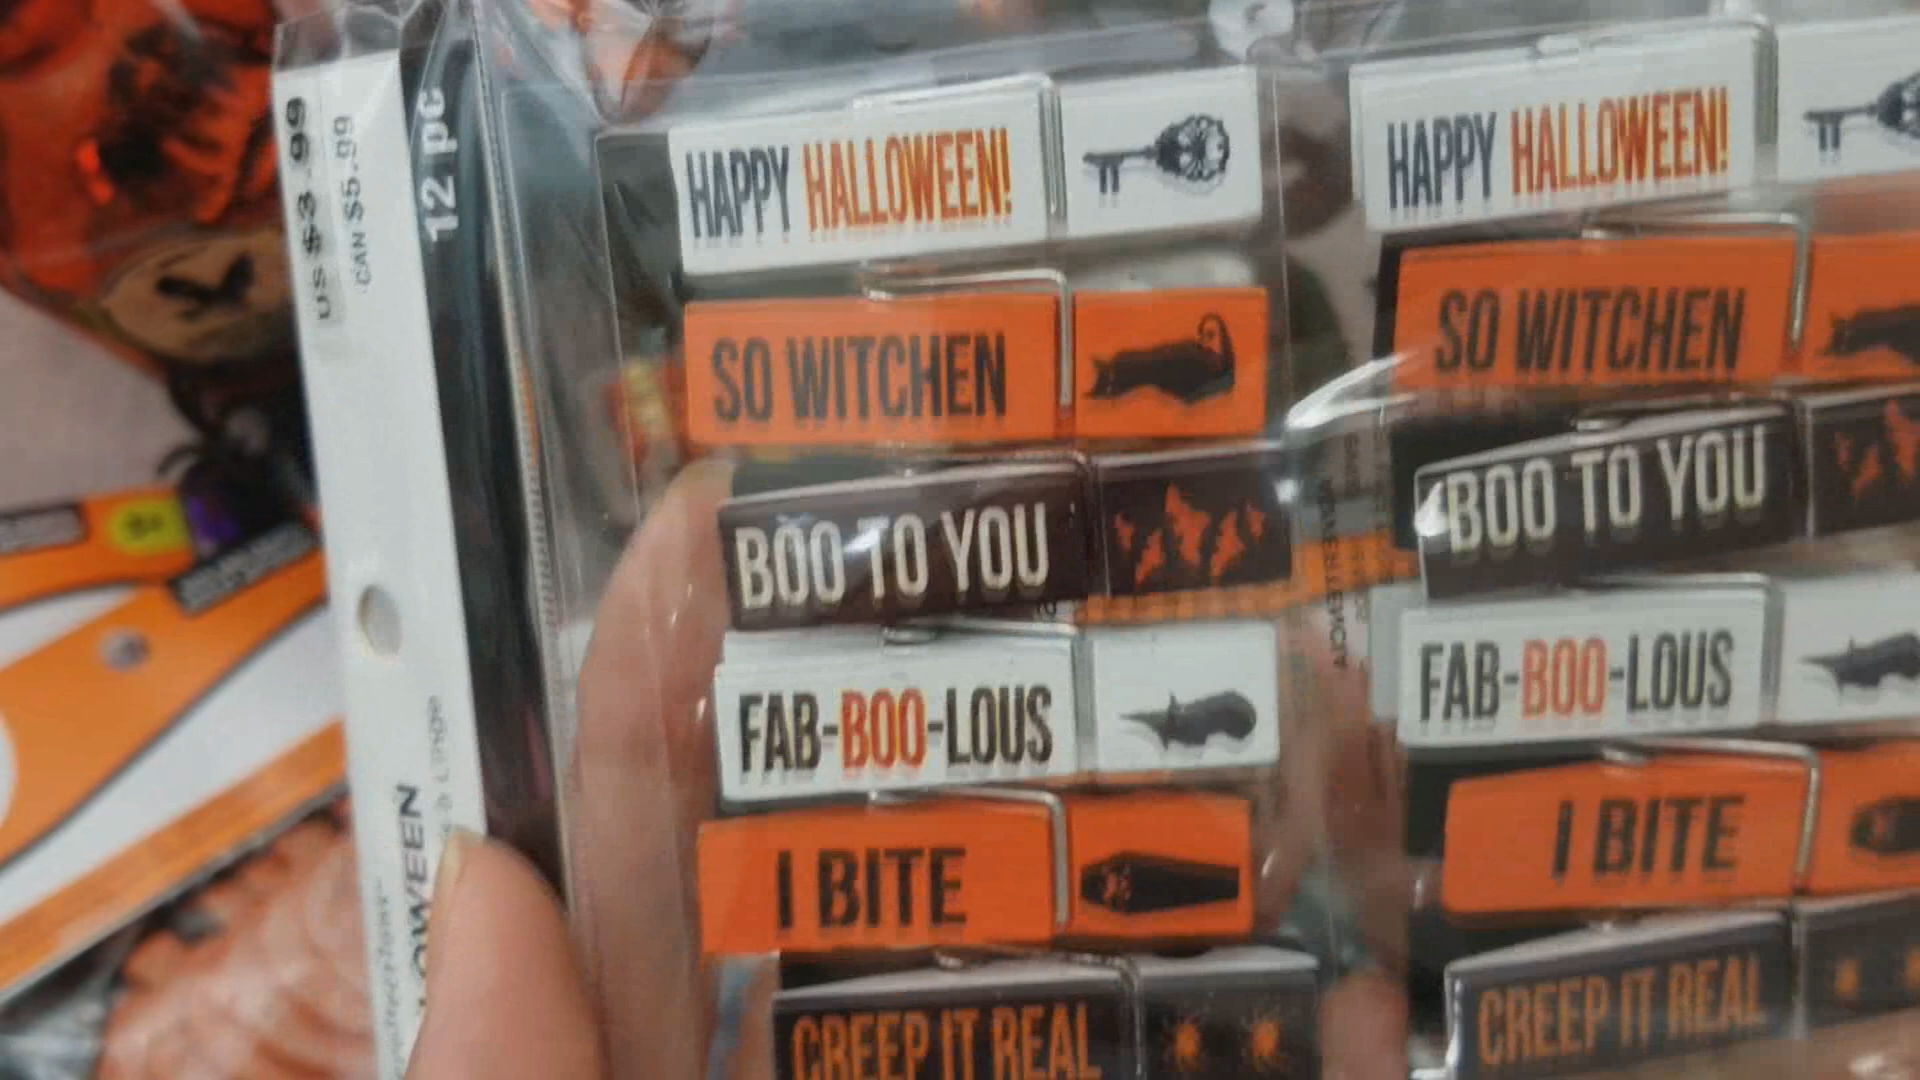 US $3.99
CAN $5.99
12 pc
HAPPY HALLOWEEN!
SO WITCHEN
BOO TO YOU
FAB-BOO-LOUS
I BITE
CREEP IT REAL
HAPPY HALLOWEEN!
SO WITCHEN
BOO TO YOU
FAB-BOO-LOUS
I BITE
CREEP IT REAL